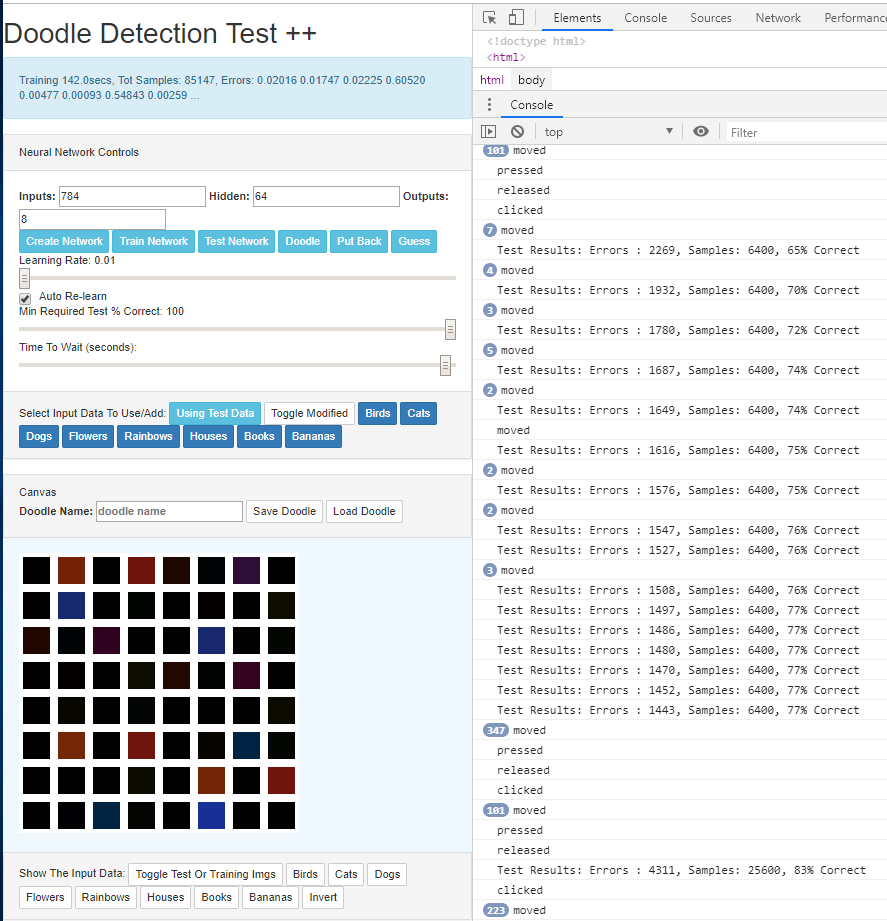 Doodle Detection Test ++
Training 142.0secs, Tot Samples: 85147, Errors: 0.02016 0.01747 0.02225 0.60520
0.00477 0.00093 0.54843 0.00259 ...
Neural Network Controls
Inputs: 784 Hidden: 64 Outputs:
8
Create Network Train Network Test Network Doodle Put Back Guess
Learning Rate: 0.01
Auto Re-learn
Min Required Test % Correct: 100
Time To Wait (seconds):
Select Input Data To Use/Add: Using Test Data Toggle Modified Birds Cats
Dogs Flowers Rainbows Houses Books Bananas
Canvas
Doodle Name: doodle name Save Doodle Load Doodle
Show The Input Data: Toggle Test Or Training Imgs Birds Cats Dogs
Flowers Rainbows Houses Books Bananas Invert
Elements Console Sources Network Performanc
<!doctype html>
<html>
html body
Console
top Filter
101 moved
pressed
released
clicked
7 moved
Test Results: Errors : 2269, Samples: 6400, 65% Correct
4 moved
Test Results: Errors : 1932, Samples: 6400, 70% Correct
3 moved
Test Results: Errors : 1780, Samples: 6400, 72% Correct
5 moved
Test Results: Errors : 1687, Samples: 6400, 74% Correct
2 moved
Test Results: Errors : 1649, Samples: 6400, 74% Correct
moved
Test Results: Errors : 1616, Samples: 6400, 75% Correct
2 moved
Test Results: Errors : 1576, Samples: 6400, 75% Correct
2 moved
Test Results: Errors : 1547, Samples: 6400, 76% Correct
Test Results: Errors : 1527, Samples: 6400, 76% Correct
3 moved
Test Results: Errors : 1508, Samples: 6400, 76% Correct
Test Results: Errors : 1497, Samples: 6400, 77% Correct
Test Results: Errors : 1486, Samples: 6400, 77% Correct
Test Results: Errors : 1480, Samples: 6400, 77% Correct
Test Results: Errors : 1470, Samples: 6400, 77% Correct
Test Results: Errors : 1452, Samples: 6400, 77% Correct
Test Results: Errors : 1443, Samples: 6400, 77% Correct
347 moved
pressed
released
clicked
101 moved
pressed
released
Test Results: Errors : 4311, Samples: 25600, 83% Correct
clicked
223 moved